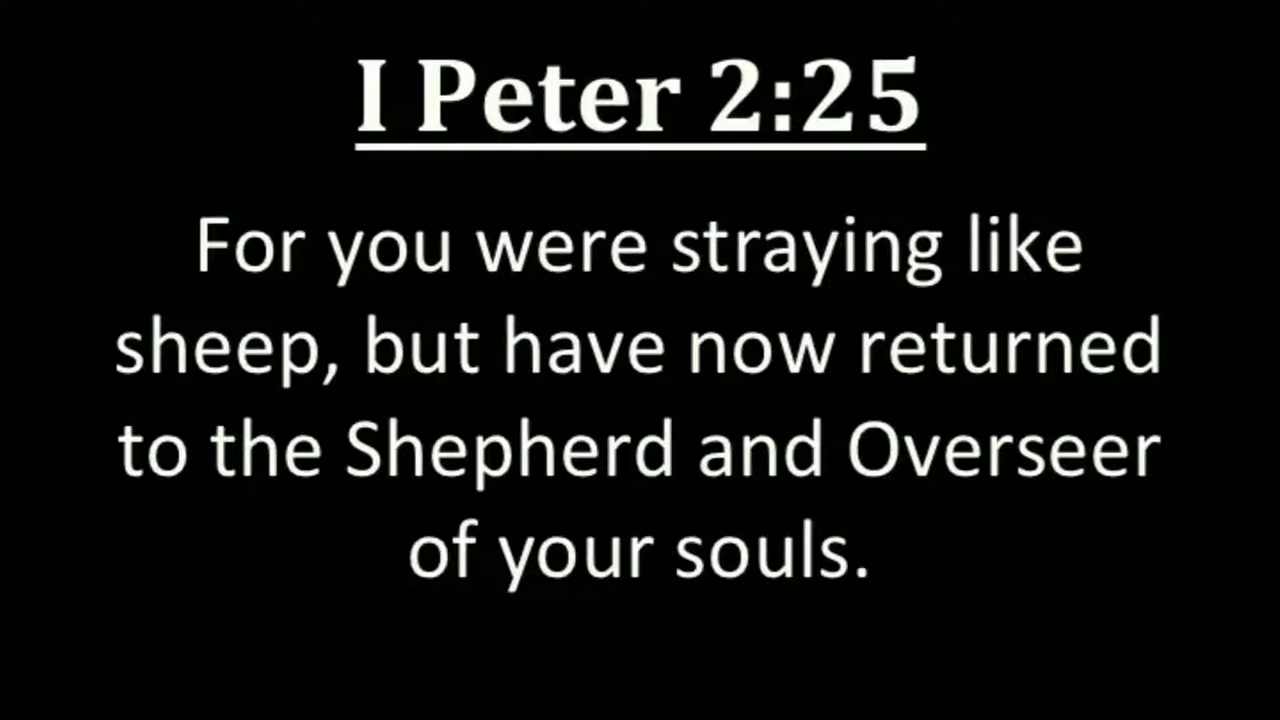 I Peter 2:25
For you were straying like
sheep, but have now returned
to the Shepherd and Overseer
of your souls.